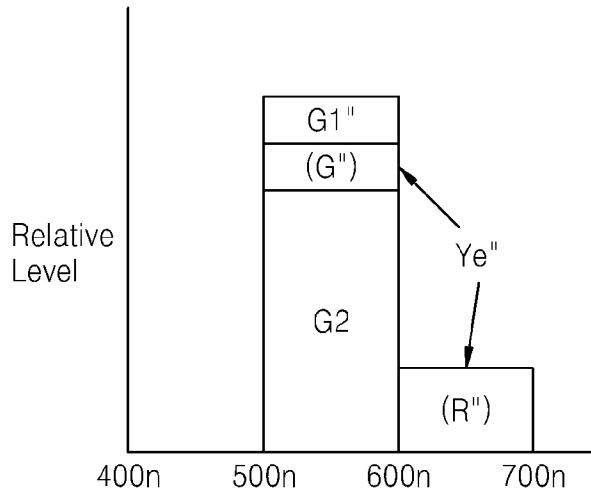 G1"
(G")
Relative
Level
Ye"
G2
(R")
400n 500n 600n 700n